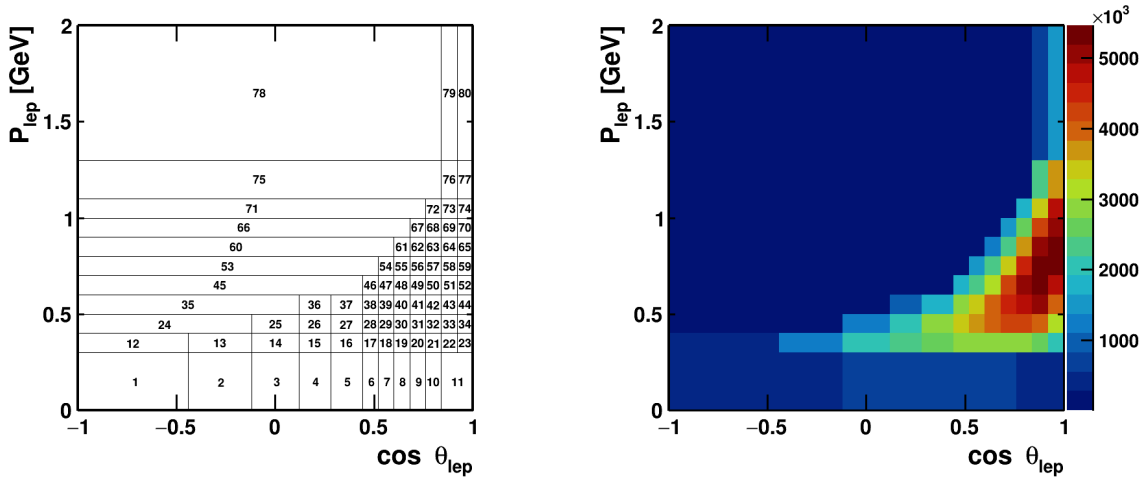 P_lep [GeV]
2
1.5
1
0.5
0
78 79 80
75 76 77
71 72 73 74
66 67 68 69 70
60 61 62 63 64 65
53 54 55 56 57 58 59
45 46 47 48 49 50 51 52
35 36 37 38 39 40 41 42 43 44
24 25 26 27 28 29 30 31 32 33 34
12 13 14 15 16 17 18 19 20 21 22 23
1 2 3 4 5 6 7 8 9 10 11
−1 −0.5 0 0.5 1
cos θ_lep
P_lep [GeV]
2
1.5
1
0.5
0
−1 −0.5 0 0.5 1
cos θ_lep
×10³
5000
4000
3000
2000
1000